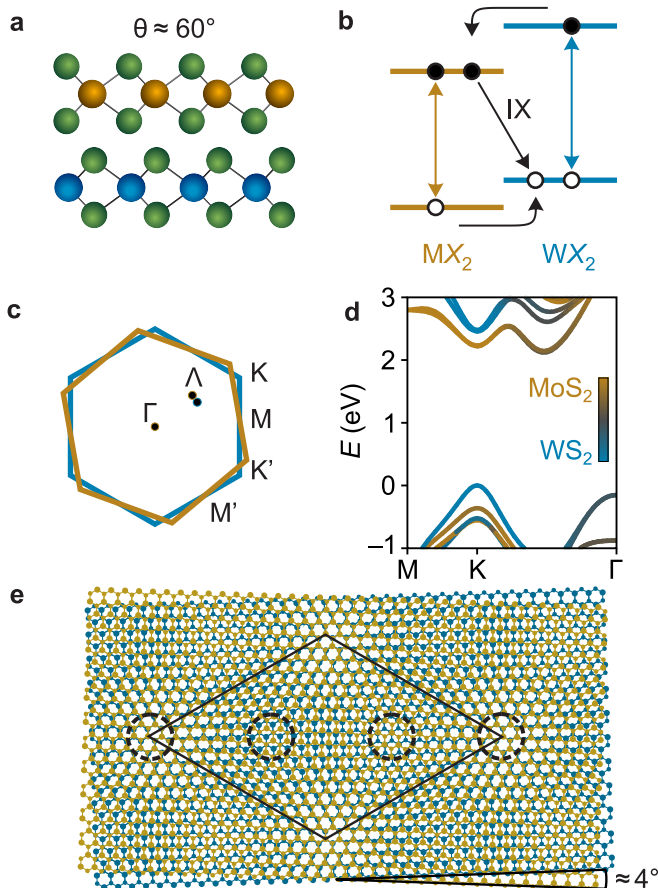 a
θ ≈ 60°
b
IX
MX₂
WX₂
c
K
Λ
Γ
M
K'
M'
d
3
2
1
0
−1
E (eV)
MoS₂
WS₂
M
K
Γ
e
≈ 4°